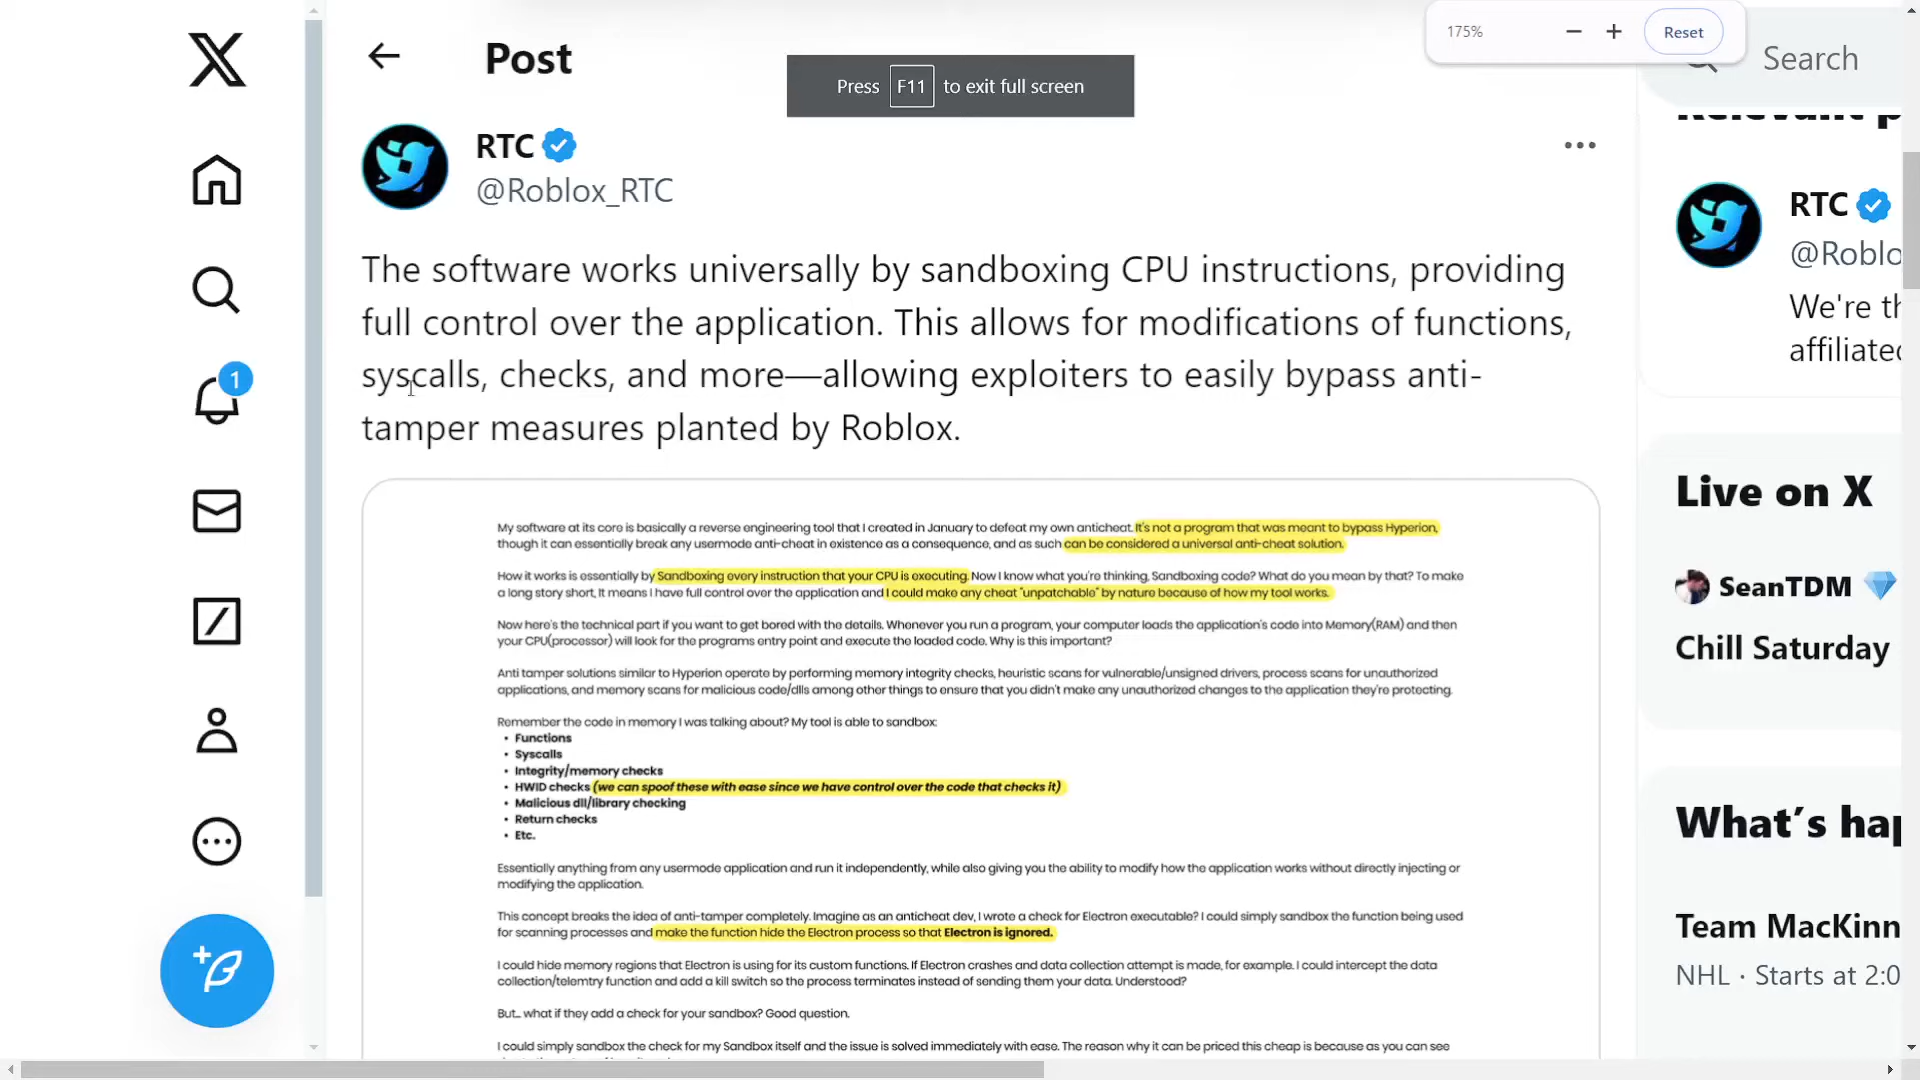 175%
Reset
Post
Press F11 to exit full screen
Search
RTC
@Roblox_RTC
The software works universally by sandboxing CPU instructions, providing
full control over the application. This allows for modifications of functions,
syscalls, checks, and more—allowing exploiters to easily bypass anti-
tamper measures planted by Roblox.
1
My software at its core is basically a reverse engineering tool that I created in January to defeat my own anticheat. It's not a program that was meant to bypass Hyperion,
though it can essentially break any usermode anti-cheat in existence as a consequence, and as such can be considered a universal anti-cheat solution.
How it works is essentially by Sandboxing every instruction that your CPU is executing. Now I know what you're thinking, Sandboxing code? What do you mean by that? To make
a long story short, It means I have full control over the application and I could make any cheat "unpatchable" by nature because of how my tool works.
Now here's the technical part if you want to get bored with the details. Whenever you run a program, your computer loads the application's code into Memory(RAM) and then
your CPU(processor) will look for the programs entry point and execute the loaded code. Why is this important?
Anti tamper solutions similar to Hyperion operate by performing memory integrity checks, heuristic scans for vulnerable/unsigned drivers, process scans for unauthorized
applications, and memory scans for malicious code/dlls among other things to ensure that you didn't make any unauthorized changes to the application they're protecting.
Remember the code in memory I was talking about? My tool is able to sandbox:
• Functions
• Syscalls
• Integrity/memory checks
• HWID checks (we can spoof these with ease since we have control over the code that checks it)
• Malicious dll/library checking
• Return checks
• Etc.
Essentially anything from any usermode application and run it independently, while also giving you the ability to modify how the application works without directly injecting or
modifying the application.
This concept breaks the idea of anti-tamper completely. Imagine as an anticheat dev, I wrote a check for Electron executable? I could simply sandbox the function being used
for scanning processes and make the function hide the Electron process so that Electron is ignored.
I could hide memory regions that Electron is using for its custom functions. If Electron crashes and data collection attempt is made, for example. I could intercept the data
collection/telemtry function and add a kill switch so the process terminates instead of sending them your data. Understood?
But... what if they add a check for your sandbox? Good question.
I could simply sandbox the check for my Sandbox itself and the issue is solved immediately with ease. The reason why it can be priced this cheap is because as you can see
Relevant p
RTC
@Roblo
We're th
affiliated
Live on X
SeanTDM
Chill Saturday
What's hap
Team MacKinn
NHL · Starts at 2:0